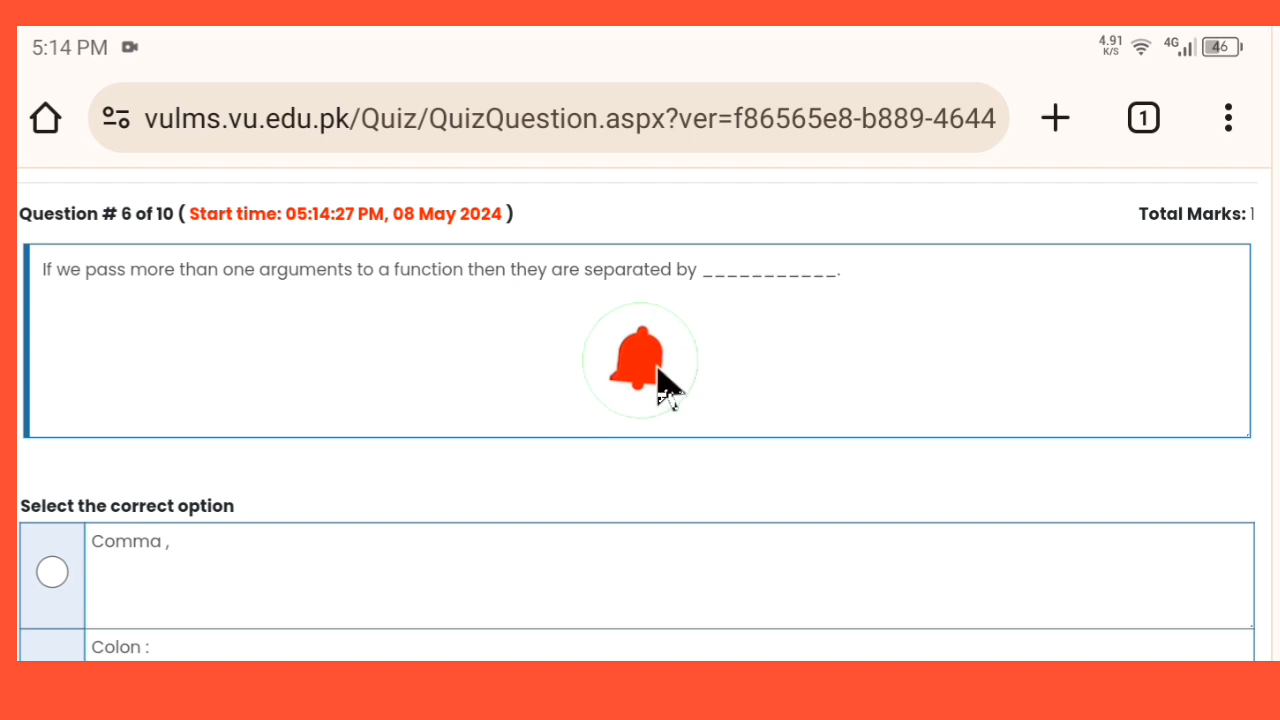 5:14 PM
4.91 K/S 4G 46
vulms.vu.edu.pk/Quiz/QuizQuestion.aspx?ver=f86565e8-b889-4644
1
Question # 6 of 10 ( Start time: 05:14:27 PM, 08 May 2024 ) Total Marks: 1
If we pass more than one arguments to a function then they are separated by ___________.
Select the correct option
Comma ,
Colon :